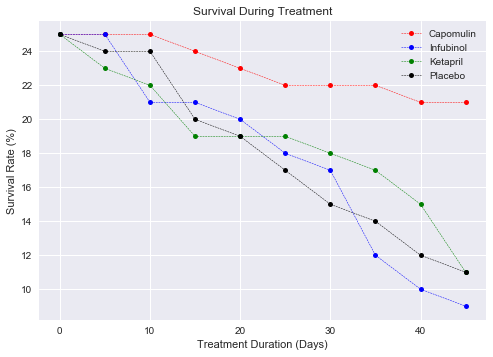 Survival During Treatment
Capomulin
Infubinol
Ketapril
Placebo
Survival Rate (%)
24
22
20
18
16
14
12
10
0 10 20 30 40
Treatment Duration (Days)